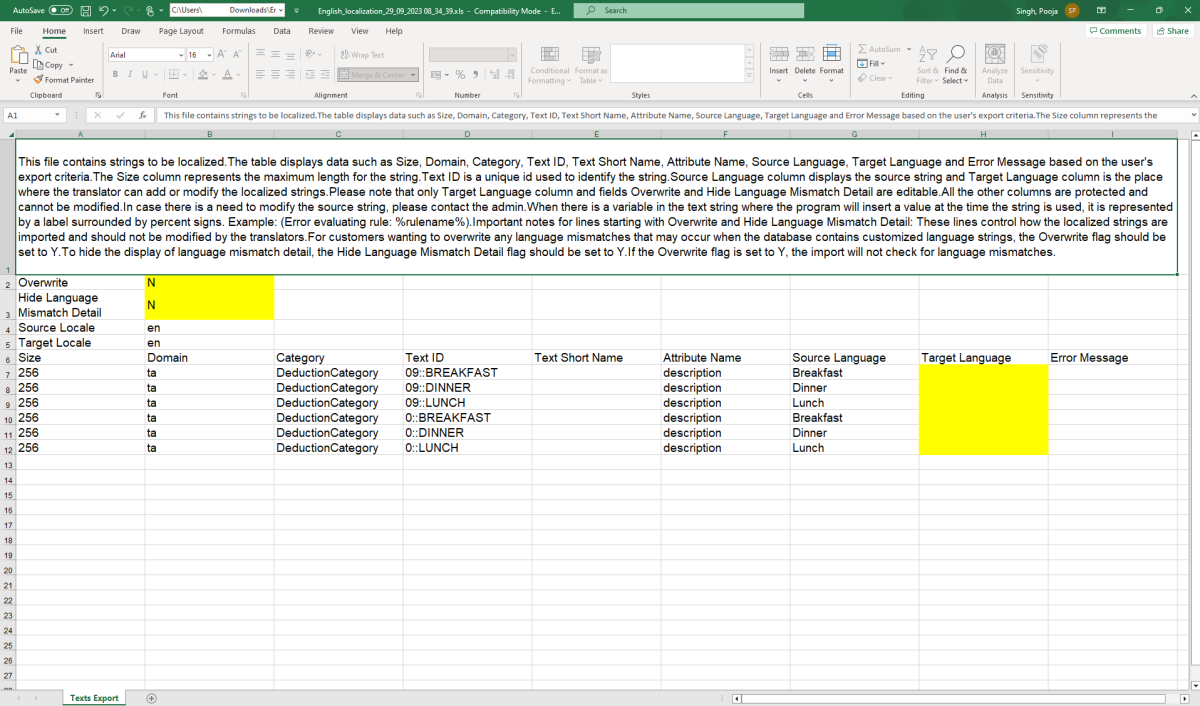 AutoSave Off C:\Users\ Downloads\Er English_localization_29_09_2023 08_34_39.xls - Compatibility Mode - E... Search Singh, Pooja SP
File Home Insert Draw Page Layout Formulas Data Review View Help Comments Share
Paste Cut Copy Format Painter
Arial 16 A A B I U A
Wrap Text Merge & Center
% 9
Conditional Formatting Format as Table
Insert Delete Format
AutoSum Fill Clear Sort & Filter Find & Select
Analyse Data Sensitivity
Clipboard Font Alignment Number Styles Cells Editing Analysis Sensitivity
A1 fx This file contains strings to be localized.The table displays data such as Size, Domain, Category, Text ID, Text Short Name, Attribute Name, Source Language, Target Language and Error Message based on the user's export criteria.The Size column represents the
A B C D E F G H I
This file contains strings to be localized.The table displays data such as Size, Domain, Category, Text ID, Text Short Name, Attribute Name, Source Language, Target Language and Error Message based on the user's
export criteria.The Size column represents the maximum length for the string.Text ID is a unique id used to identify the string.Source Language column displays the source string and Target Language column is the place
where the translator can add or modify the localized strings.Please note that only Target Language column and fields Overwrite and Hide Language Mismatch Detail are editable.All the other columns are protected and
cannot be modified.In case there is a need to modify the source string, please contact the admin.When there is a variable in the text string where the program will insert a value at the time the string is used, it is represented
by a label surrounded by percent signs. Example: (Error evaluating rule: %rulename%).Important notes for lines starting with Overwrite and Hide Language Mismatch Detail: These lines control how the localized strings are
imported and should not be modified by the translators.For customers wanting to overwrite any language mismatches that may occur when the database contains customized language strings, the Overwrite flag should be
set to Y.To hide the display of language mismatch detail, the Hide Language Mismatch Detail flag should be set to Y.If the Overwrite flag is set to Y, the import will not check for language mismatches.
1
2 Overwrite N
Hide Language
3 Mismatch Detail N
4 Source Locale en
5 Target Locale en
6 Size Domain Category Text ID Text Short Name Attribute Name Source Language Target Language Error Message
7 256 ta DeductionCategory 09::BREAKFAST description Breakfast
8 256 ta DeductionCategory 09::DINNER description Dinner
9 256 ta DeductionCategory 09::LUNCH description Lunch
10 256 ta DeductionCategory 0::BREAKFAST description Breakfast
11 256 ta DeductionCategory 0::DINNER description Dinner
12 256 ta DeductionCategory 0::LUNCH description Lunch
13
14
15
16
17
18
19
20
21
22
23
24
25
26
27
Texts Export